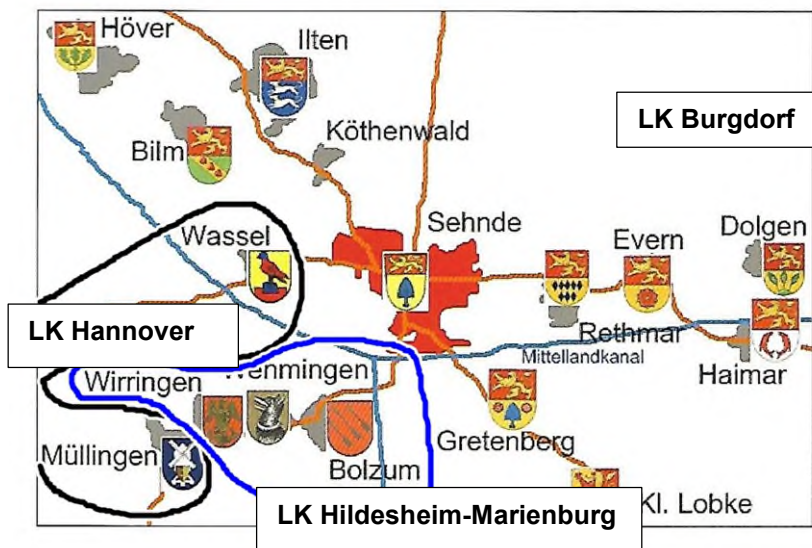 Höver
Ilten
LK Burgdorf
Köthenwald
Bilm
Sehnde
Wassel
Evern
Dolgen
LK Hannover
Rethmar
Mittellandkanal
Haimar
Wirringen
Wehmingen
Müllingen
Gretenberg
Bolzum
LK Hildesheim-Marienburg
Kl. Lobke